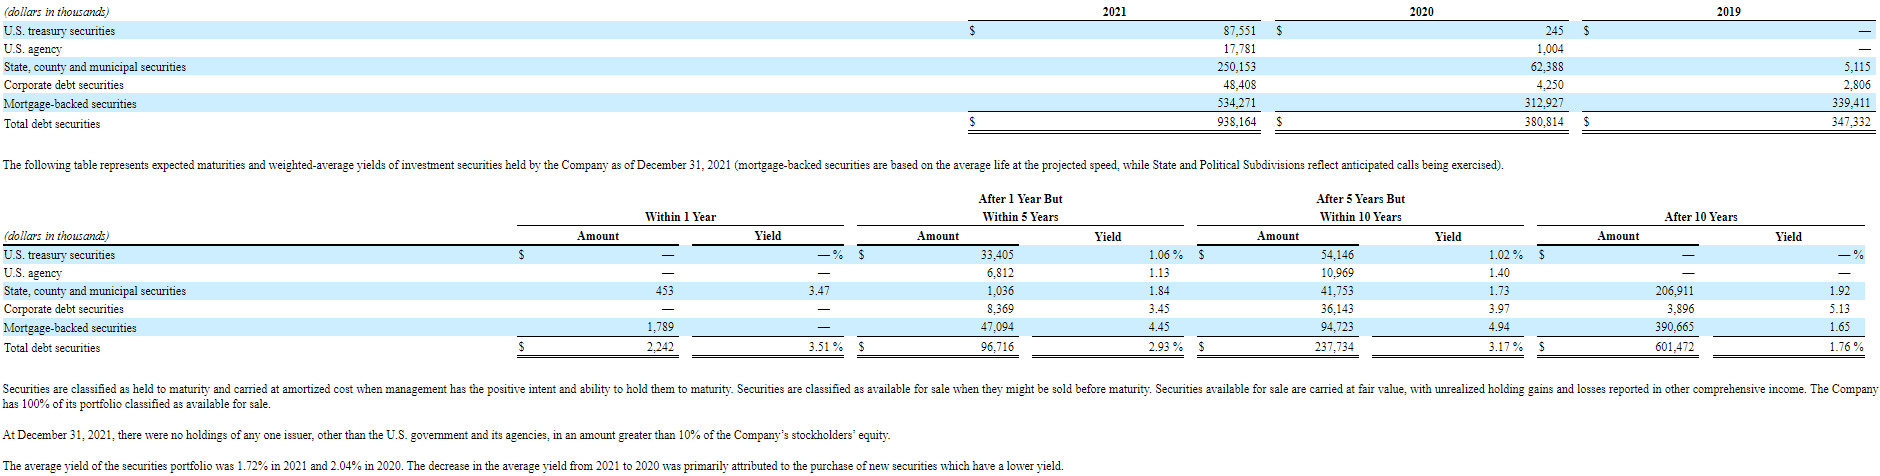 (dollars in thousands) 2021 2020 2019
U.S. treasury securities $ 87,551 $ 245 $ —
U.S. agency 17,781 1,004 —
State, county and municipal securities 250,153 62,388 5,115
Corporate debt securities 48,408 4,250 2,806
Mortgage-backed securities 534,271 312,927 339,411
Total debt securities $ 938,164 $ 380,814 $ 347,332
The following table represents expected maturities and weighted-average yields of investment securities held by the Company as of December 31, 2021 (mortgage-backed securities are based on the average life at the projected speed, while State and Political Subdivisions reflect anticipated calls being exercised).
After 1 Year But After 5 Years But
Within 1 Year Within 5 Years Within 10 Years After 10 Years
(dollars in thousands) Amount Yield Amount Yield Amount Yield Amount Yield
U.S. treasury securities $ — —% $ 33,405 1.06% $ 54,146 1.02% $ — —%
U.S. agency — — 6,812 1.13 10,969 1.40 — —
State, county and municipal securities 453 3.47 1,036 1.84 41,753 1.73 206,911 1.92
Corporate debt securities — — 8,369 3.45 36,143 3.97 3,896 5.13
Mortgage-backed securities 1,789 — 47,094 4.45 94,723 4.94 390,665 1.65
Total debt securities $ 2,242 3.51% $ 96,716 2.93% $ 237,734 3.17% $ 601,472 1.76%
Securities are classified as held to maturity and carried at amortized cost when management has the positive intent and ability to hold them to maturity. Securities are classified as available for sale when they might be sold before maturity. Securities available for sale are carried at fair value, with unrealized holding gains and losses reported in other comprehensive income. The Company
has 100% of its portfolio classified as available for sale.
At December 31, 2021, there were no holdings of any one issuer, other than the U.S. government and its agencies, in an amount greater than 10% of the Company's stockholders' equity.
The average yield of the securities portfolio was 1.72% in 2021 and 2.04% in 2020. The decrease in the average yield from 2021 to 2020 was primarily attributed to the purchase of new securities which have a lower yield.